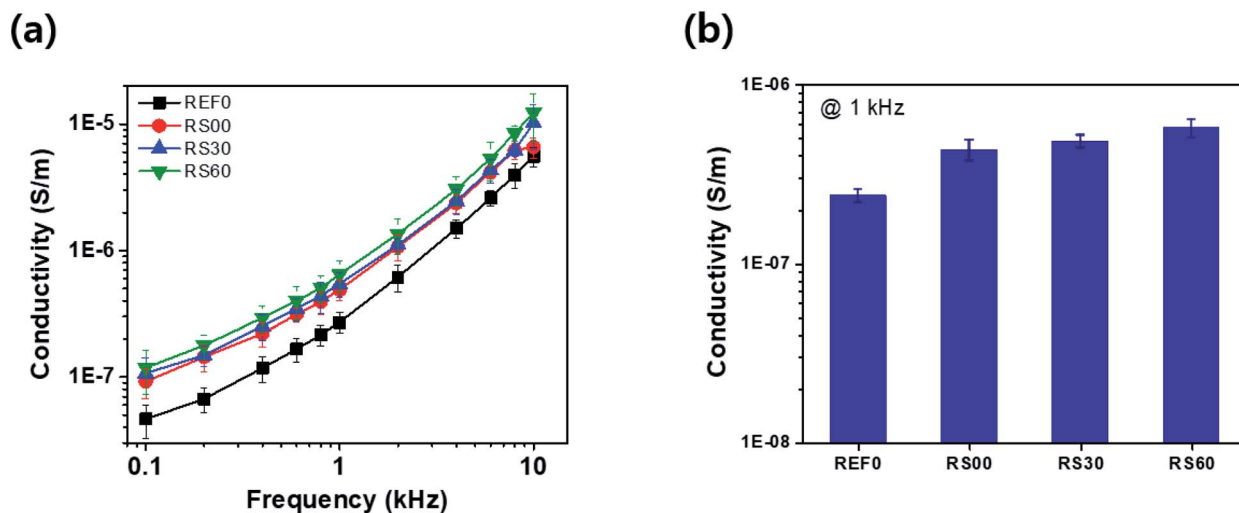 (a)
REF0
RS00
RS30
RS60
1E-5
1E-6
1E-7
Conductivity (S/m)
0.1
1
10
Frequency (kHz)
(b)
@ 1 kHz
1E-06
1E-07
1E-08
Conductivity (S/m)
REF0
RS00
RS30
RS60